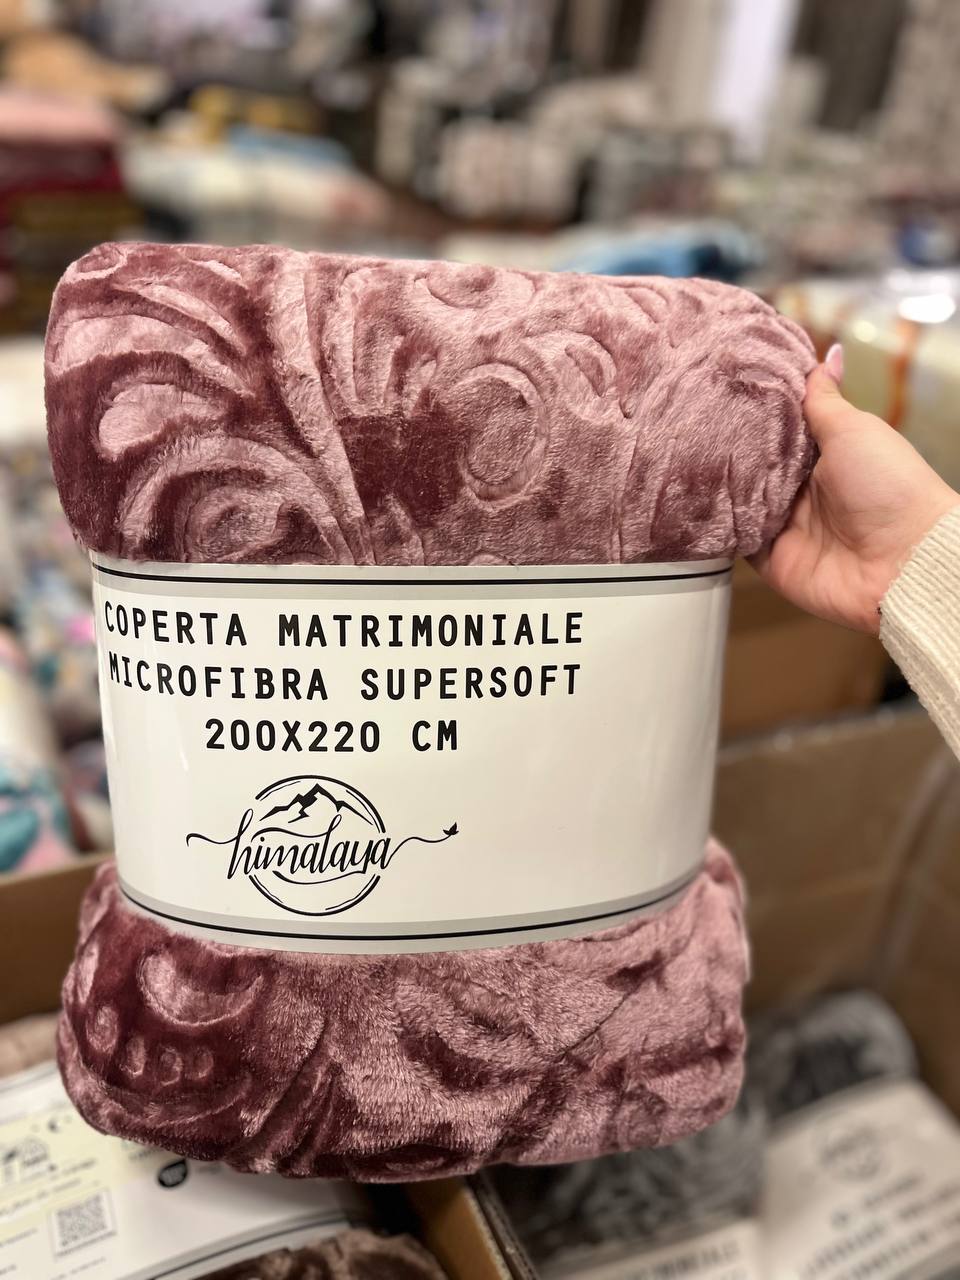 COPERTA MATRIMONIALE
MICROFIBRA SUPERSOFT
200X220 CM
himalaya